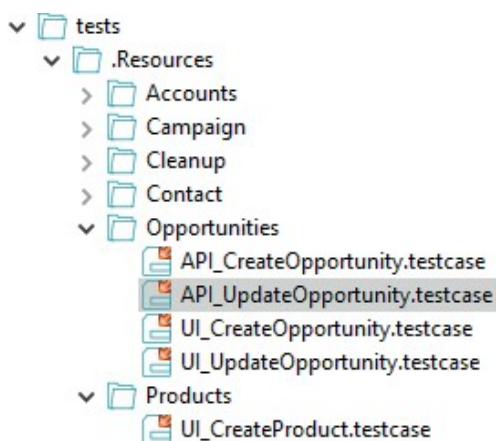 tests
.Resources
Accounts
Campaign
Cleanup
Contact
Opportunities
API_CreateOpportunity.testcase
API_UpdateOpportunity.testcase
UI_CreateOpportunity.testcase
UI_UpdateOpportunity.testcase
Products
UI_CreateProduct.testcase